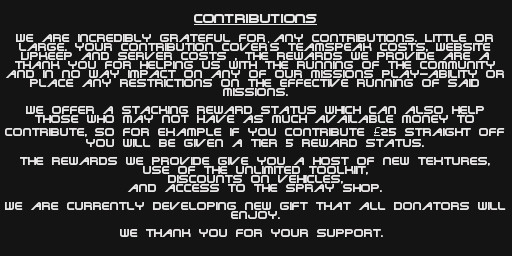 CONTRIBUTIONS
WE ARE INCREDIBLY GRATEFUL FOR ANY CONTRIBUTIONS, LITTLE OR
LARGE. YOUR CONTRIBUTION COVER'S TEAMSPEAK COSTS, WEBSITE
UPKEEP AND SERVER COSTS . THE REWARDS WE PROVIDE ARE A
THANK YOU FOR HELPING US WITH THE RUNNING OF THE COMMUNITY
AND IN NO WAY IMPACT ON ANY OF OUR MISSIONS PLAY-ABILITY OR
PLACE ANY RESTRICTIONS ON THE EFFECTIVE RUNNING OF SAID
MISSIONS.
WE OFFER A STACKING REWARD STATUS WHICH CAN ALSO HELP
THOSE WHO MAY NOT HAVE AS MUCH AVAILABLE MONEY TO
CONTRIBUTE, SO FOR EXAMPLE IF YOU CONTRIBUTE £25 STRAIGHT OFF
YOU WILL BE GIVEN A TIER 5 REWARD STATUS.
THE REWARDS WE PROVIDE GIVE YOU A HOST OF NEW TEXTURES,
USE OF THE UNLIMITED TOOLKIT,
DISCOUNTS ON VEHICLES,
AND ACCESS TO THE SPRAY SHOP.
WE ARE CURRENTLY DEVELOPING NEW GIFT THAT ALL DONATORS WILL
ENJOY.
WE THANK YOU FOR YOUR SUPPORT.